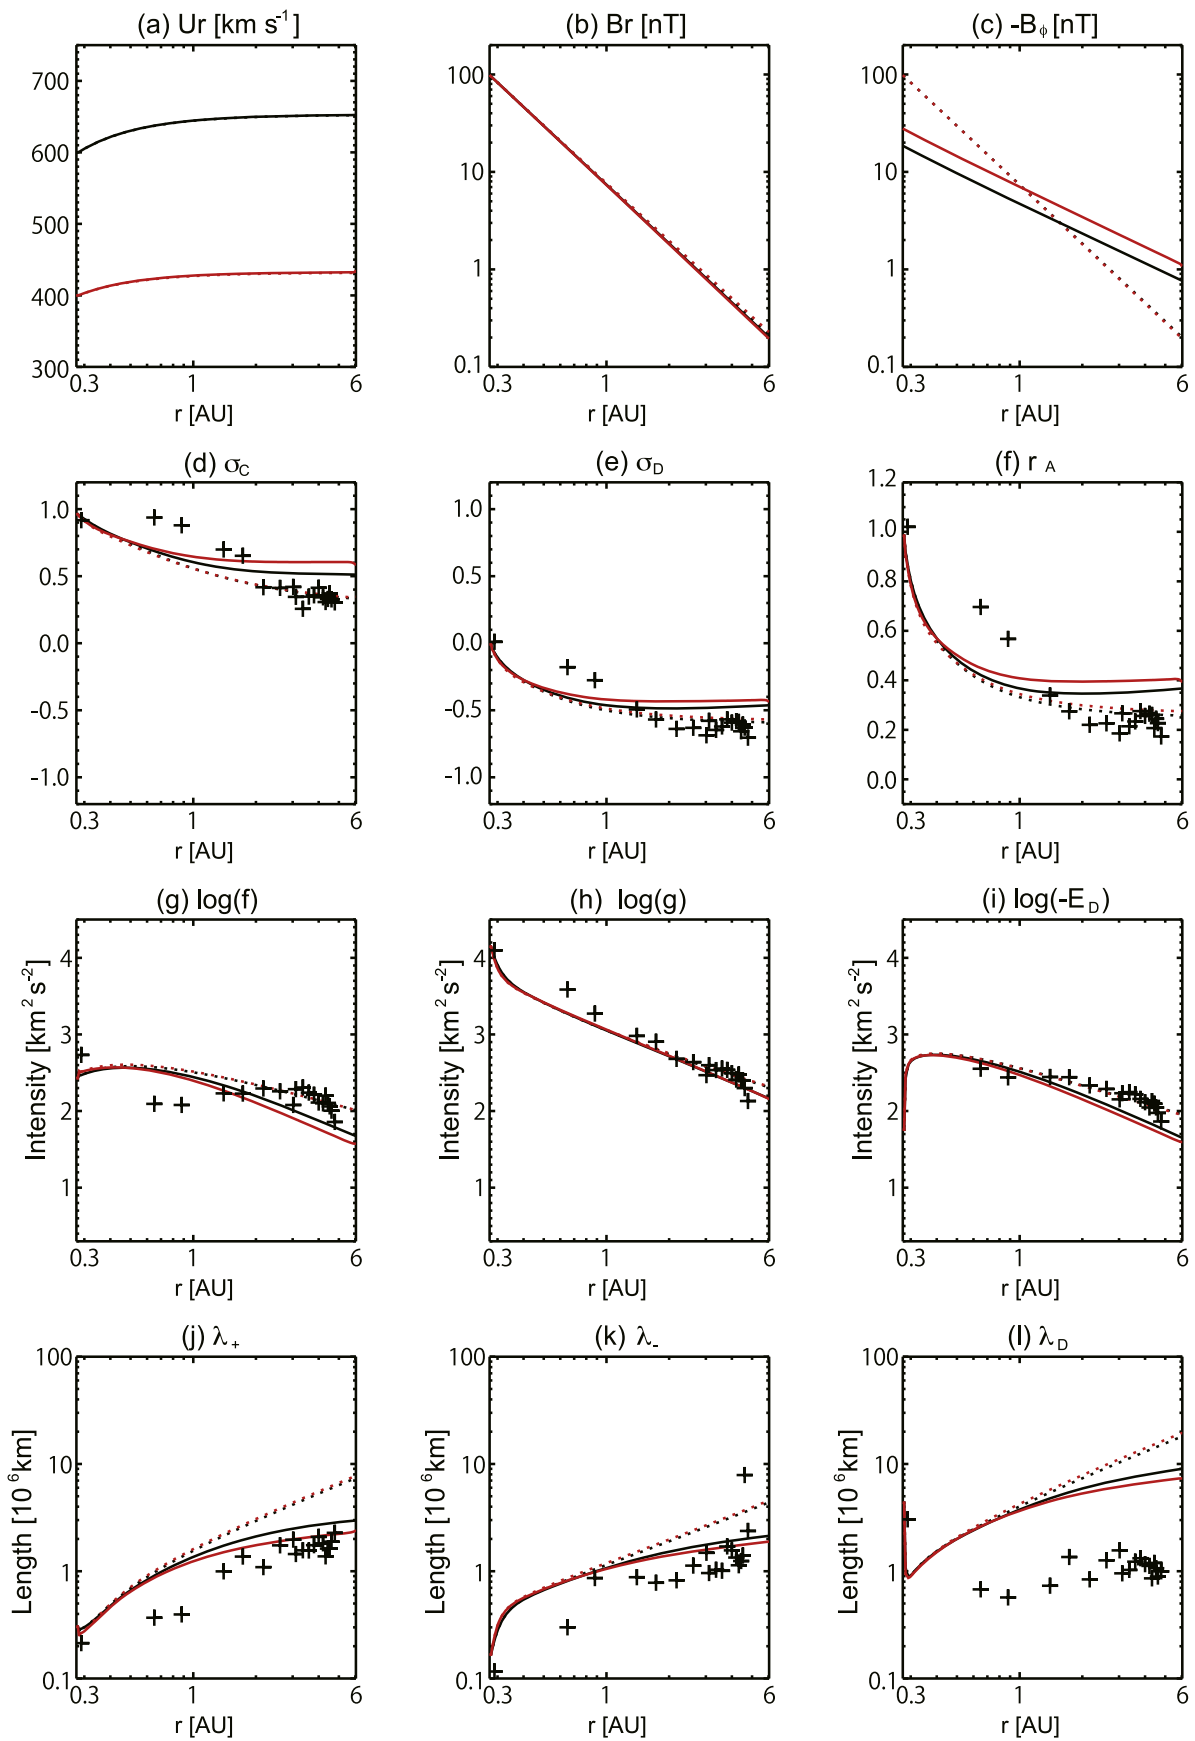 (a) Ur [km s⁻¹]
(b) Br [nT]
(c) -Bϕ [nT]
700
600
500
400
300
0.3 1 6
r [AU]
100
10
1
0.1
0.3 1 6
r [AU]
100
10
1
0.1
0.3 1 6
r [AU]
(d) σC
(e) σD
(f) r A
1.0
0.5
0.0
-0.5
-1.0
0.3 1 6
r [AU]
1.0
0.5
0.0
-0.5
-1.0
0.3 1 6
r [AU]
1.2
1.0
0.8
0.6
0.4
0.2
0.0
0.3 1 6
r [AU]
(g) log(f)
(h) log(g)
(i) log(-E D)
Intensity [km² s⁻²]
4
3
2
1
0.3 1 6
r [AU]
Intensity [km² s⁻²]
4
3
2
1
0.3 1 6
r [AU]
Intensity [km² s⁻²]
4
3
2
1
0.3 1 6
r [AU]
(j) λ+
(k) λ-
(l) λD
Length [10⁶km]
100
10
1
0.1
0.3 1 6
r [AU]
Length [10⁶km]
100
10
1
0.1
0.3 1 6
r [AU]
Length [10⁶km]
100
10
1
0.1
0.3 1 6
r [AU]